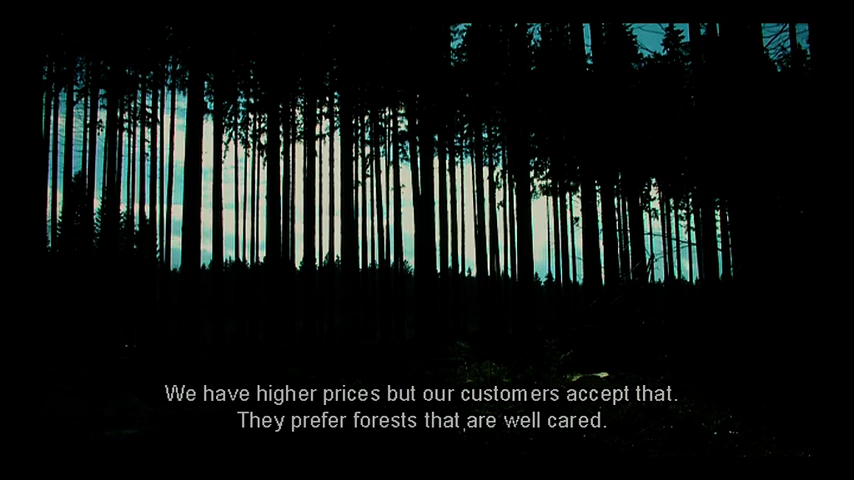 We have higher prices but our customers accept that.
They prefer forests that are well cared.